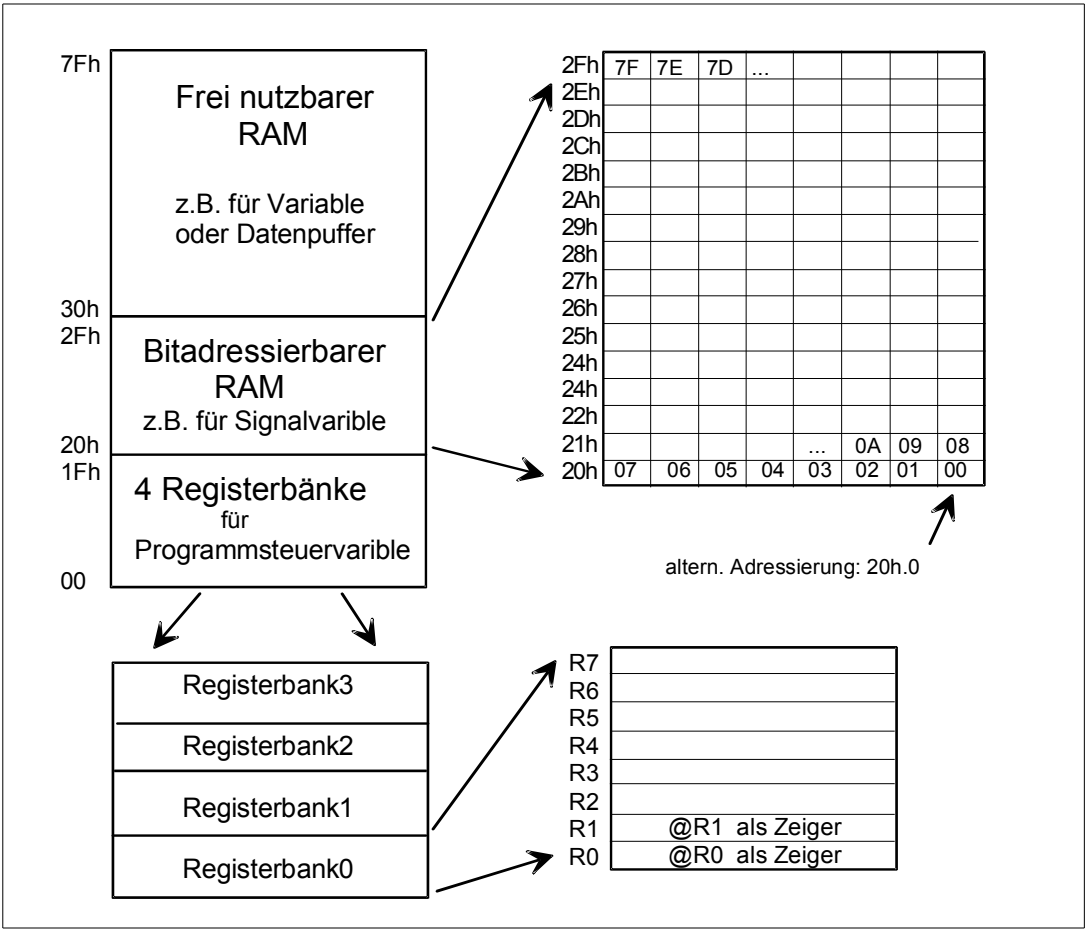 7Fh
Frei nutzbarer
RAM
z.B. für Variable
oder Datenpuffer
30h
2Fh
Bitadressierbarer
RAM
z.B. für Signalvarible
20h
1Fh
4 Registerbänke
für
Programmsteuervarible
00
2Fh 7F 7E 7D ...
2Eh
2Dh
2Ch
2Bh
2Ah
29h
28h
27h
26h
25h
24h
24h
22h
21h ... 0A 09 08
20h 07 06 05 04 03 02 01 00
altern. Adressierung: 20h.0
Registerbank3
Registerbank2
Registerbank1
Registerbank0
R7
R6
R5
R4
R3
R2
R1 @R1 als Zeiger
R0 @R0 als Zeiger